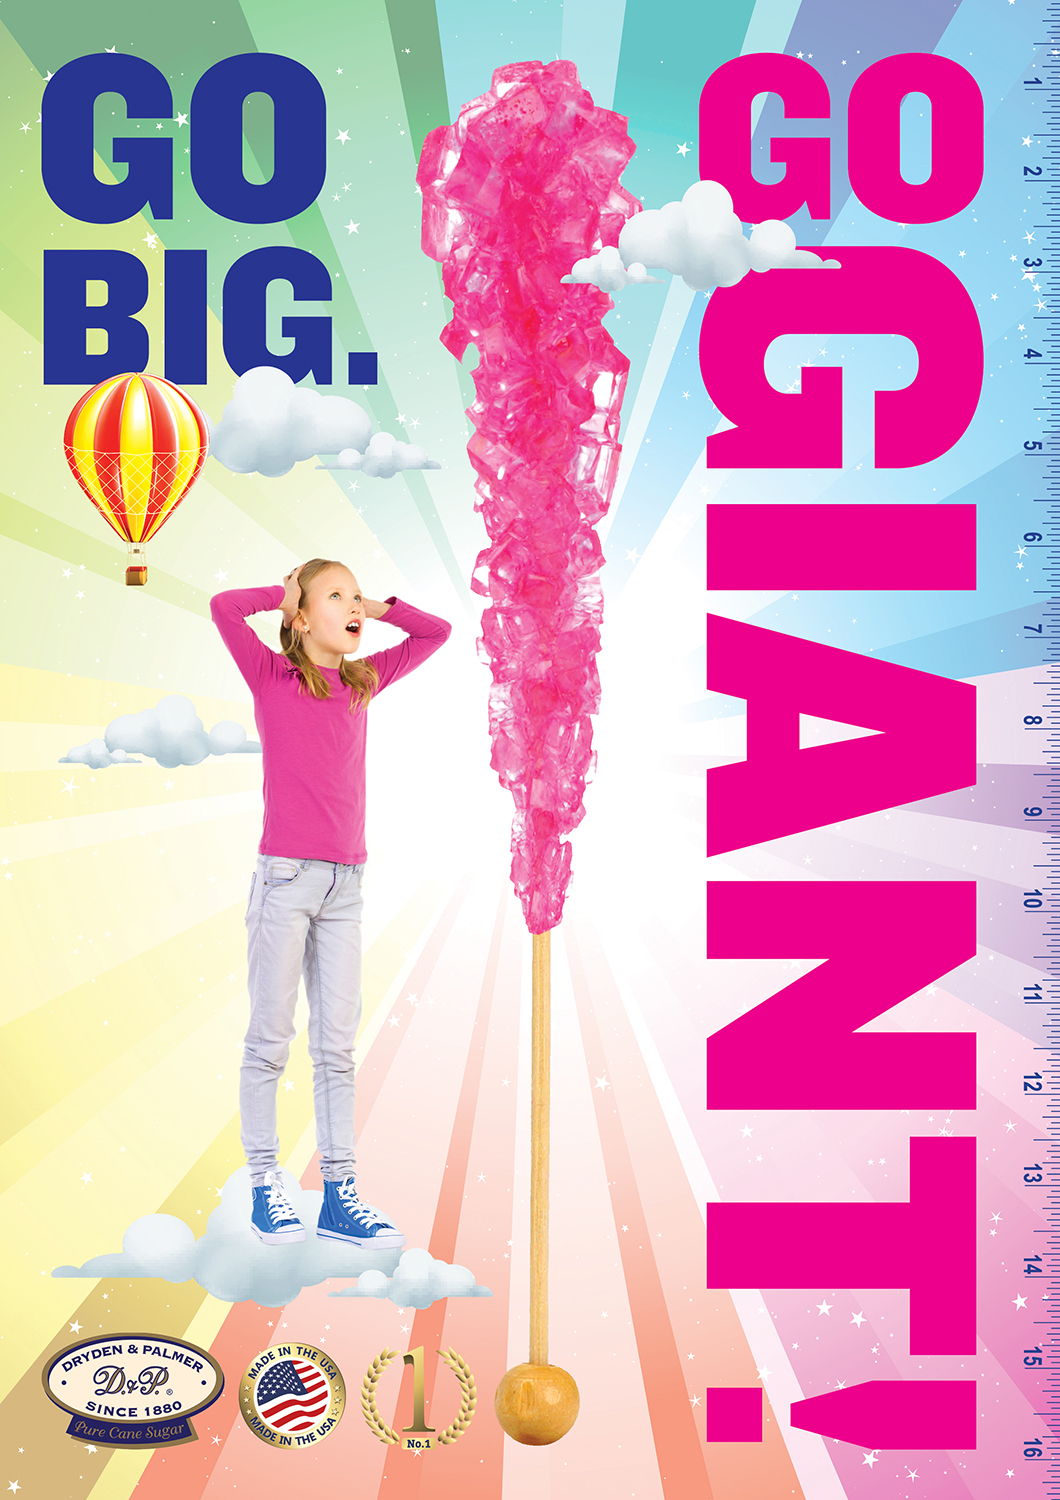 GO
BIG.
GO
GIANT!
1
2
3
4
5
6
7
8
9
10
11
12
13
14
15
16
DRYDEN & PALMER
D.&P.®
SINCE 1880
Pure Cane Sugar
MADE IN THE USA
MADE IN THE USA
1
No.1